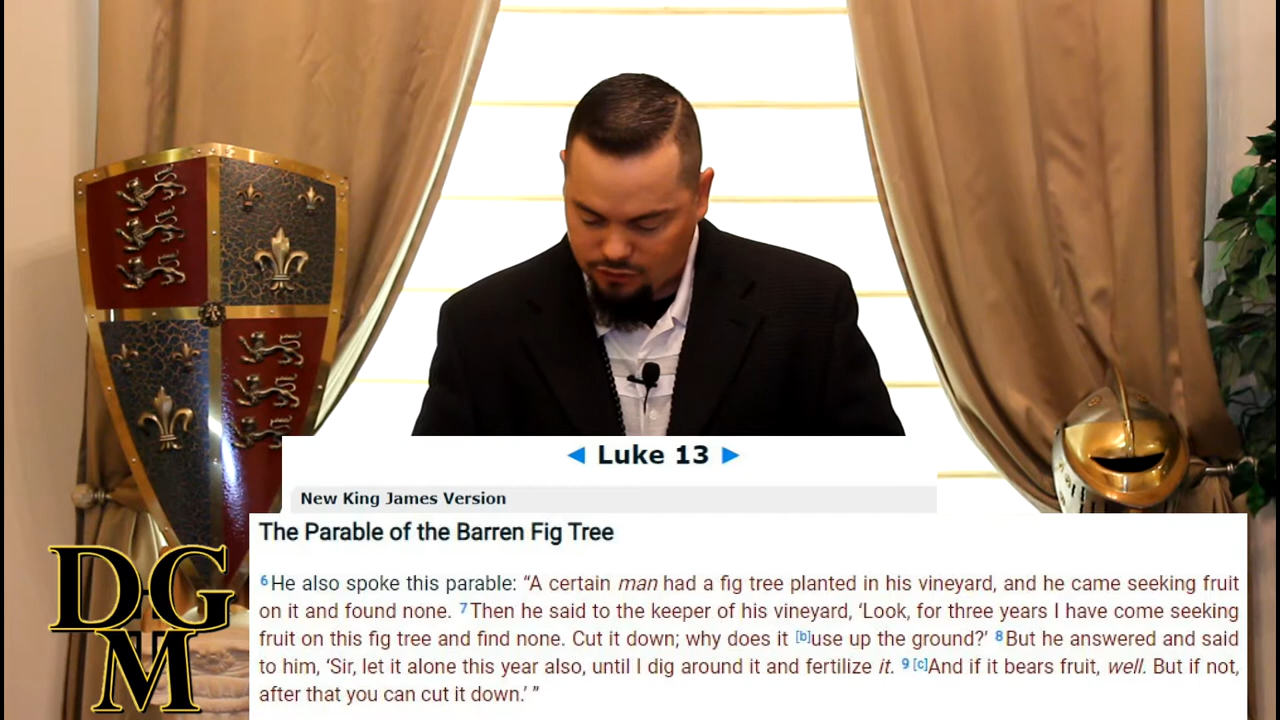 ◀ Luke 13 ▶
New King James Version
The Parable of the Barren Fig Tree
6 He also spoke this parable: “A certain man had a fig tree planted in his vineyard, and he came seeking fruit
on it and found none. 7 Then he said to the keeper of his vineyard, ‘Look, for three years I have come seeking
fruit on this fig tree and find none. Cut it down; why does it [b]use up the ground?’ 8 But he answered and said
to him, ‘Sir, let it alone this year also, until I dig around it and fertilize it. 9 [c]And if it bears fruit, well. But if not,
after that you can cut it down.’ ”
DGM